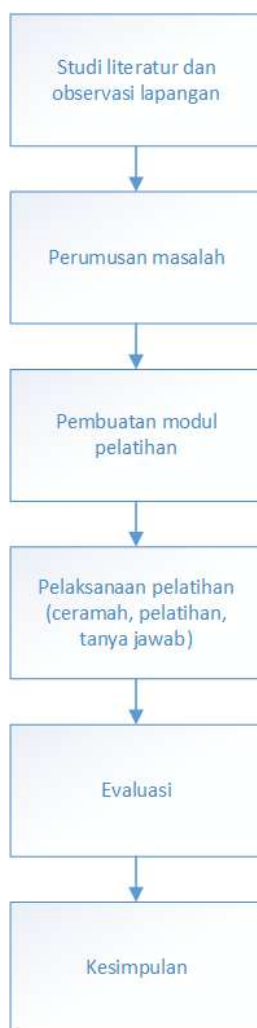 Studi literatur dan
observasi lapangan
Perumusan masalah
Pembuatan modul
pelatihan
Pelaksanaan pelatihan
(ceramah, pelatihan,
tanya jawab)
Evaluasi
Kesimpulan